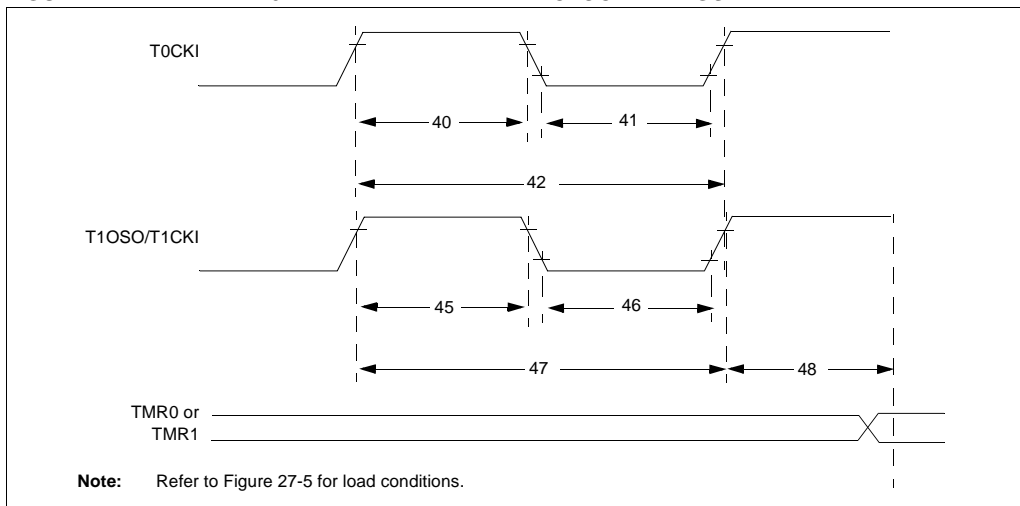 T0CKI
40
41
42
T1OSO/T1CKI
45
46
47
48
TMR0 or
TMR1
Note: Refer to Figure 27-5 for load conditions.